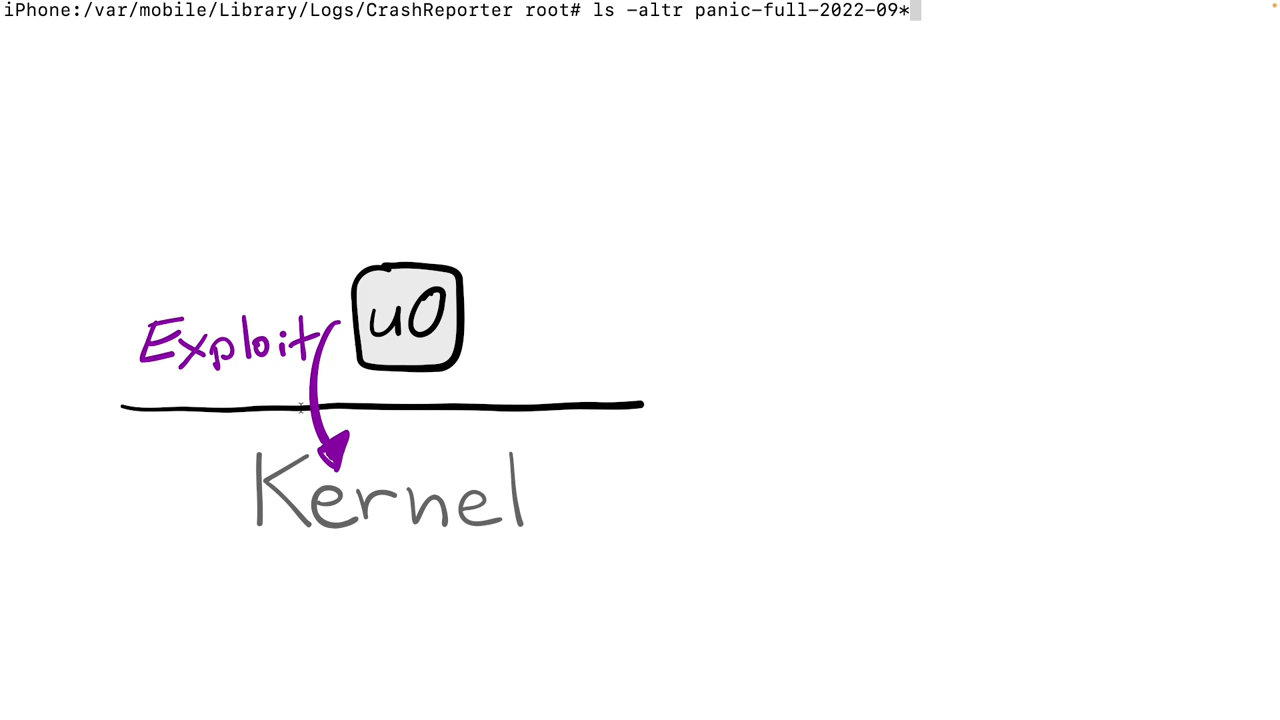 iPhone:/var/mobile/Library/Logs/CrashReporter root# ls -altr panic-full-2022-09*
u0
Exploit
Kernel